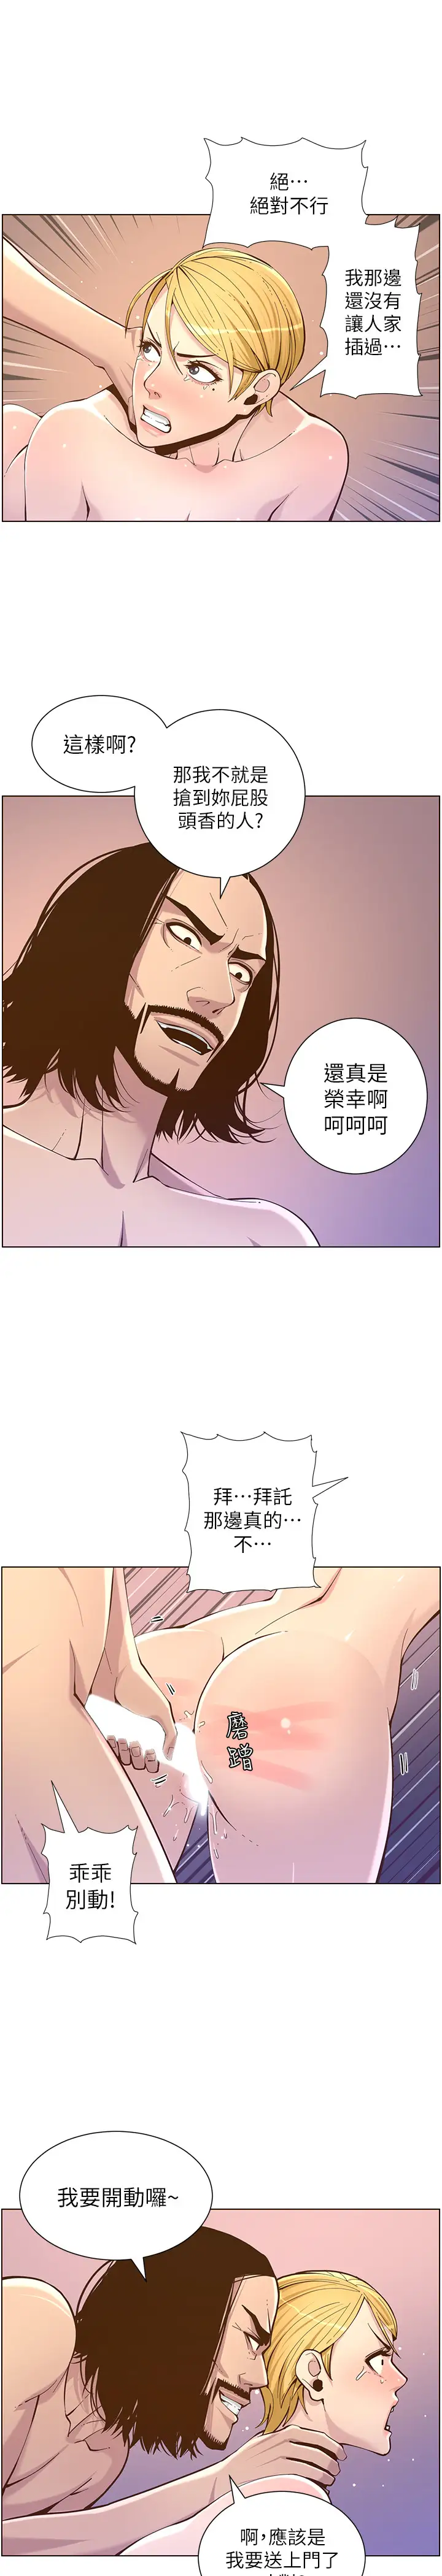 絕⋯
絕對不行
我那邊
還沒有
讓人家
插過⋯
這樣啊?
那我不就是
搶到妳屁股
頭香的人?
還真是
榮幸啊
呵呵呵
拜⋯拜託
那邊真的⋯
不⋯
磨
蹭
乖乖
別動!
我要開動囉~
啊,應該是
我要送上門了